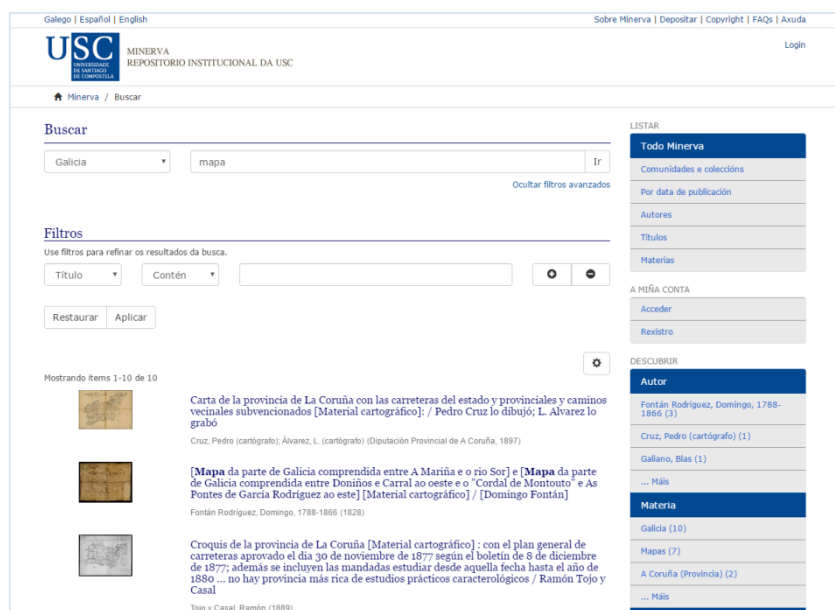 Galego | Español | English
Sobre Minerva | Depositar | Copyright | FAQs | Axuda
USC
UNIVERSIDADE
DE SANTIAGO
DE COMPOSTELA
MINERVA
REPOSITORIO INSTITUCIONAL DA USC
Login
Minerva / Buscar
Buscar
Galicia
mapa
Ir
Ocultar filtros avanzados
Filtros
Use filtros para refinar os resultados da busca.
Título
Contén
Restaurar
Aplicar
Mostrando ítems 1-10 de 10
Carta de la provincia de La Coruña con las carreteras del estado y provinciales y caminos
vecinales subvencionados [Material cartográfico]: / Pedro Cruz lo dibujó; L. Alvarez lo
grabó
Cruz, Pedro (cartógrafo); Álvarez, L. (cartógrafo) (Diputación Provincial de A Coruña, 1897)
[Mapa da parte de Galicia comprendida entre A Mariña e o rio Sor] e [Mapa da parte
de Galicia comprendida entre Doniños e Carral ao oeste e o "Cordal de Montouto" e As
Pontes de García Rodríguez ao este] [Material cartográfico] / [Domingo Fontán]
Fontán Rodríguez, Domingo, 1788-1866 (1828)
Croquis de la provincia de La Coruña [Material cartográfico] : con el plan general de
carreteras aprovado el dia 30 de noviembre de 1877 según el boletín de 8 de diciembre
de 1877; además se incluyen las mandadas estudiar desde aquella fecha hasta el año de
1880 ... no hay provincia más rica de estudios prácticos caracterológicos / Ramón Tojo y
Casal
Tojo y Casal, Ramón (1889)
LISTAR
Todo Minerva
Comunidades e coleccións
Por data de publicación
Autores
Títulos
Materias
A MIÑA CONTA
Acceder
Rexistro
DESCUBRIR
Autor
Fontán Rodríguez, Domingo, 1788-
1866 (3)
Cruz, Pedro (cartógrafo) (1)
Galiano, Blas (1)
... Máis
Materia
Galicia (10)
Mapas (7)
A Coruña (Provincia) (2)
... Máis